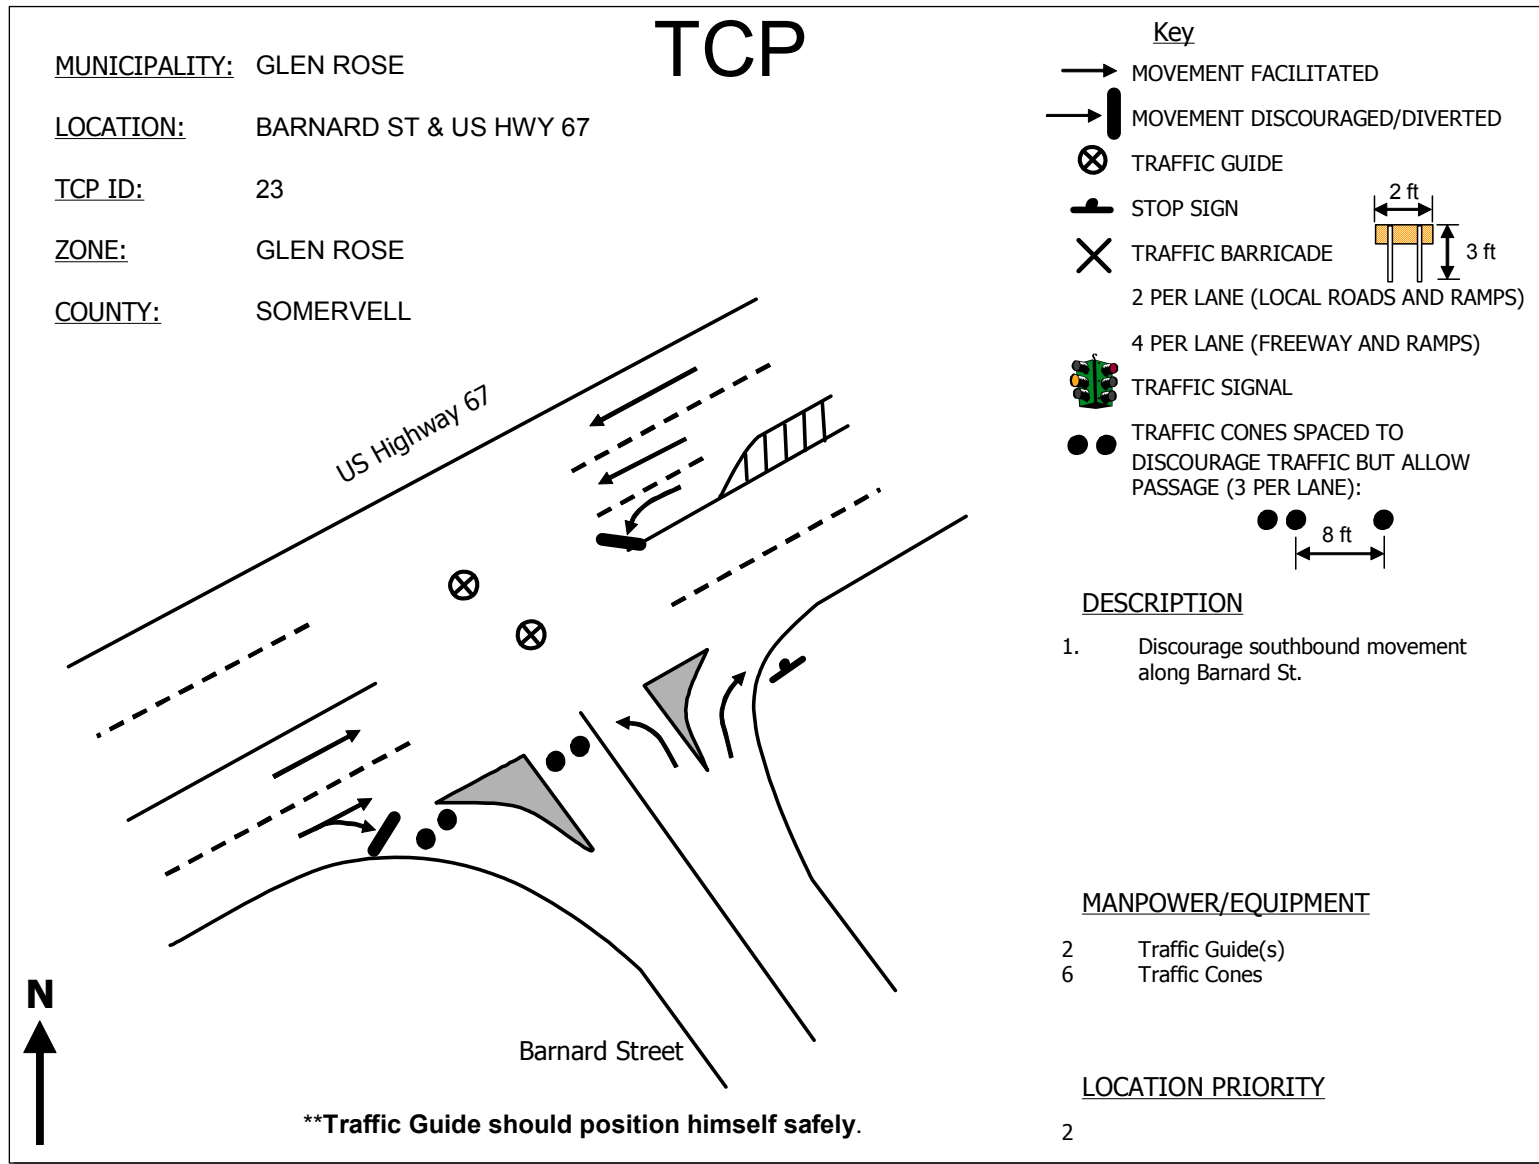 TCP
MUNICIPALITY: GLEN ROSE
LOCATION: BARNARD ST & US HWY 67
TCP ID: 23
ZONE: GLEN ROSE
COUNTY: SOMERVELL
Key
MOVEMENT FACILITATED
MOVEMENT DISCOURAGED/DIVERTED
TRAFFIC GUIDE
STOP SIGN
TRAFFIC BARRICADE
2 ft
3 ft
2 PER LANE (LOCAL ROADS AND RAMPS)
4 PER LANE (FREEWAY AND RAMPS)
TRAFFIC SIGNAL
TRAFFIC CONES SPACED TO
DISCOURAGE TRAFFIC BUT ALLOW
PASSAGE (3 PER LANE):
8 ft
US Highway 67
DESCRIPTION
1. Discourage southbound movement
along Barnard St.
MANPOWER/EQUIPMENT
2 Traffic Guide(s)
6 Traffic Cones
LOCATION PRIORITY
2
N
Barnard Street
**Traffic Guide should position himself safely.